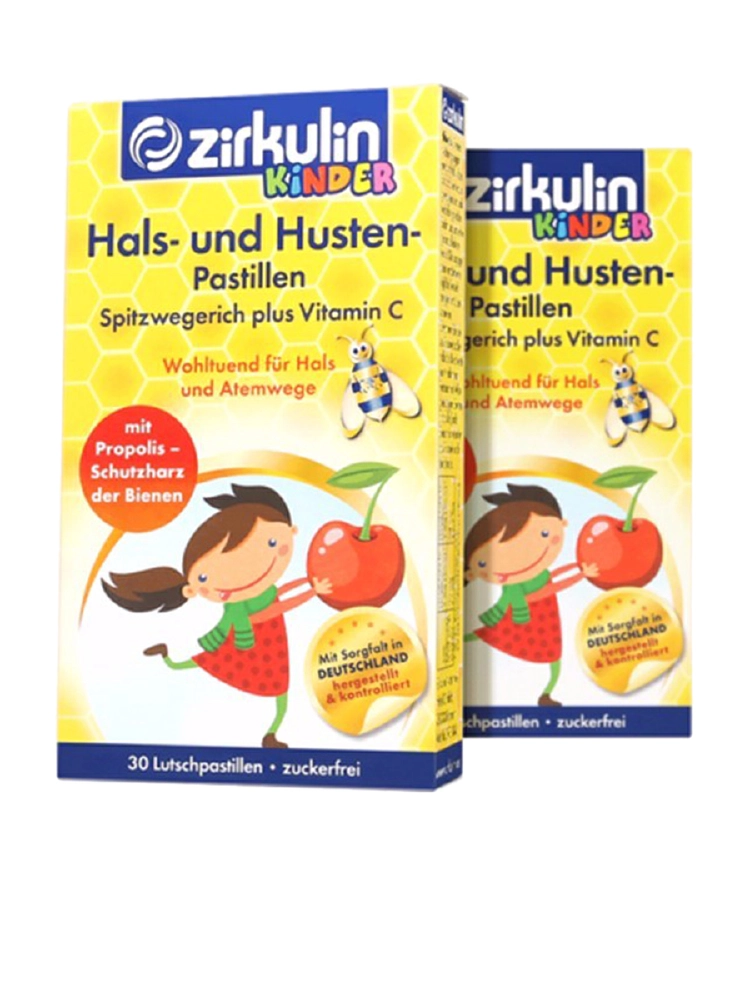 zirkulin
KINDER
Hals- und Husten-
Pastillen
Spitzwegerich plus Vitamin C
Wohltuend für Hals
und Atemwege
mit
Propolis –
Schutzharz
der Bienen
Mit Sorgfalt in
DEUTSCHLAND
hergestellt
& kontrolliert
30 Lutschpastillen • zuckerfrei
zirkulin
KINDER
und Husten-
Pastillen
gerich plus Vitamin C
ohltuend für Hals
und Atemwege
Mit Sorgfalt in
DEUTSCHLAND
hergestellt
& kontrolliert
chpastillen • zuckerfrei